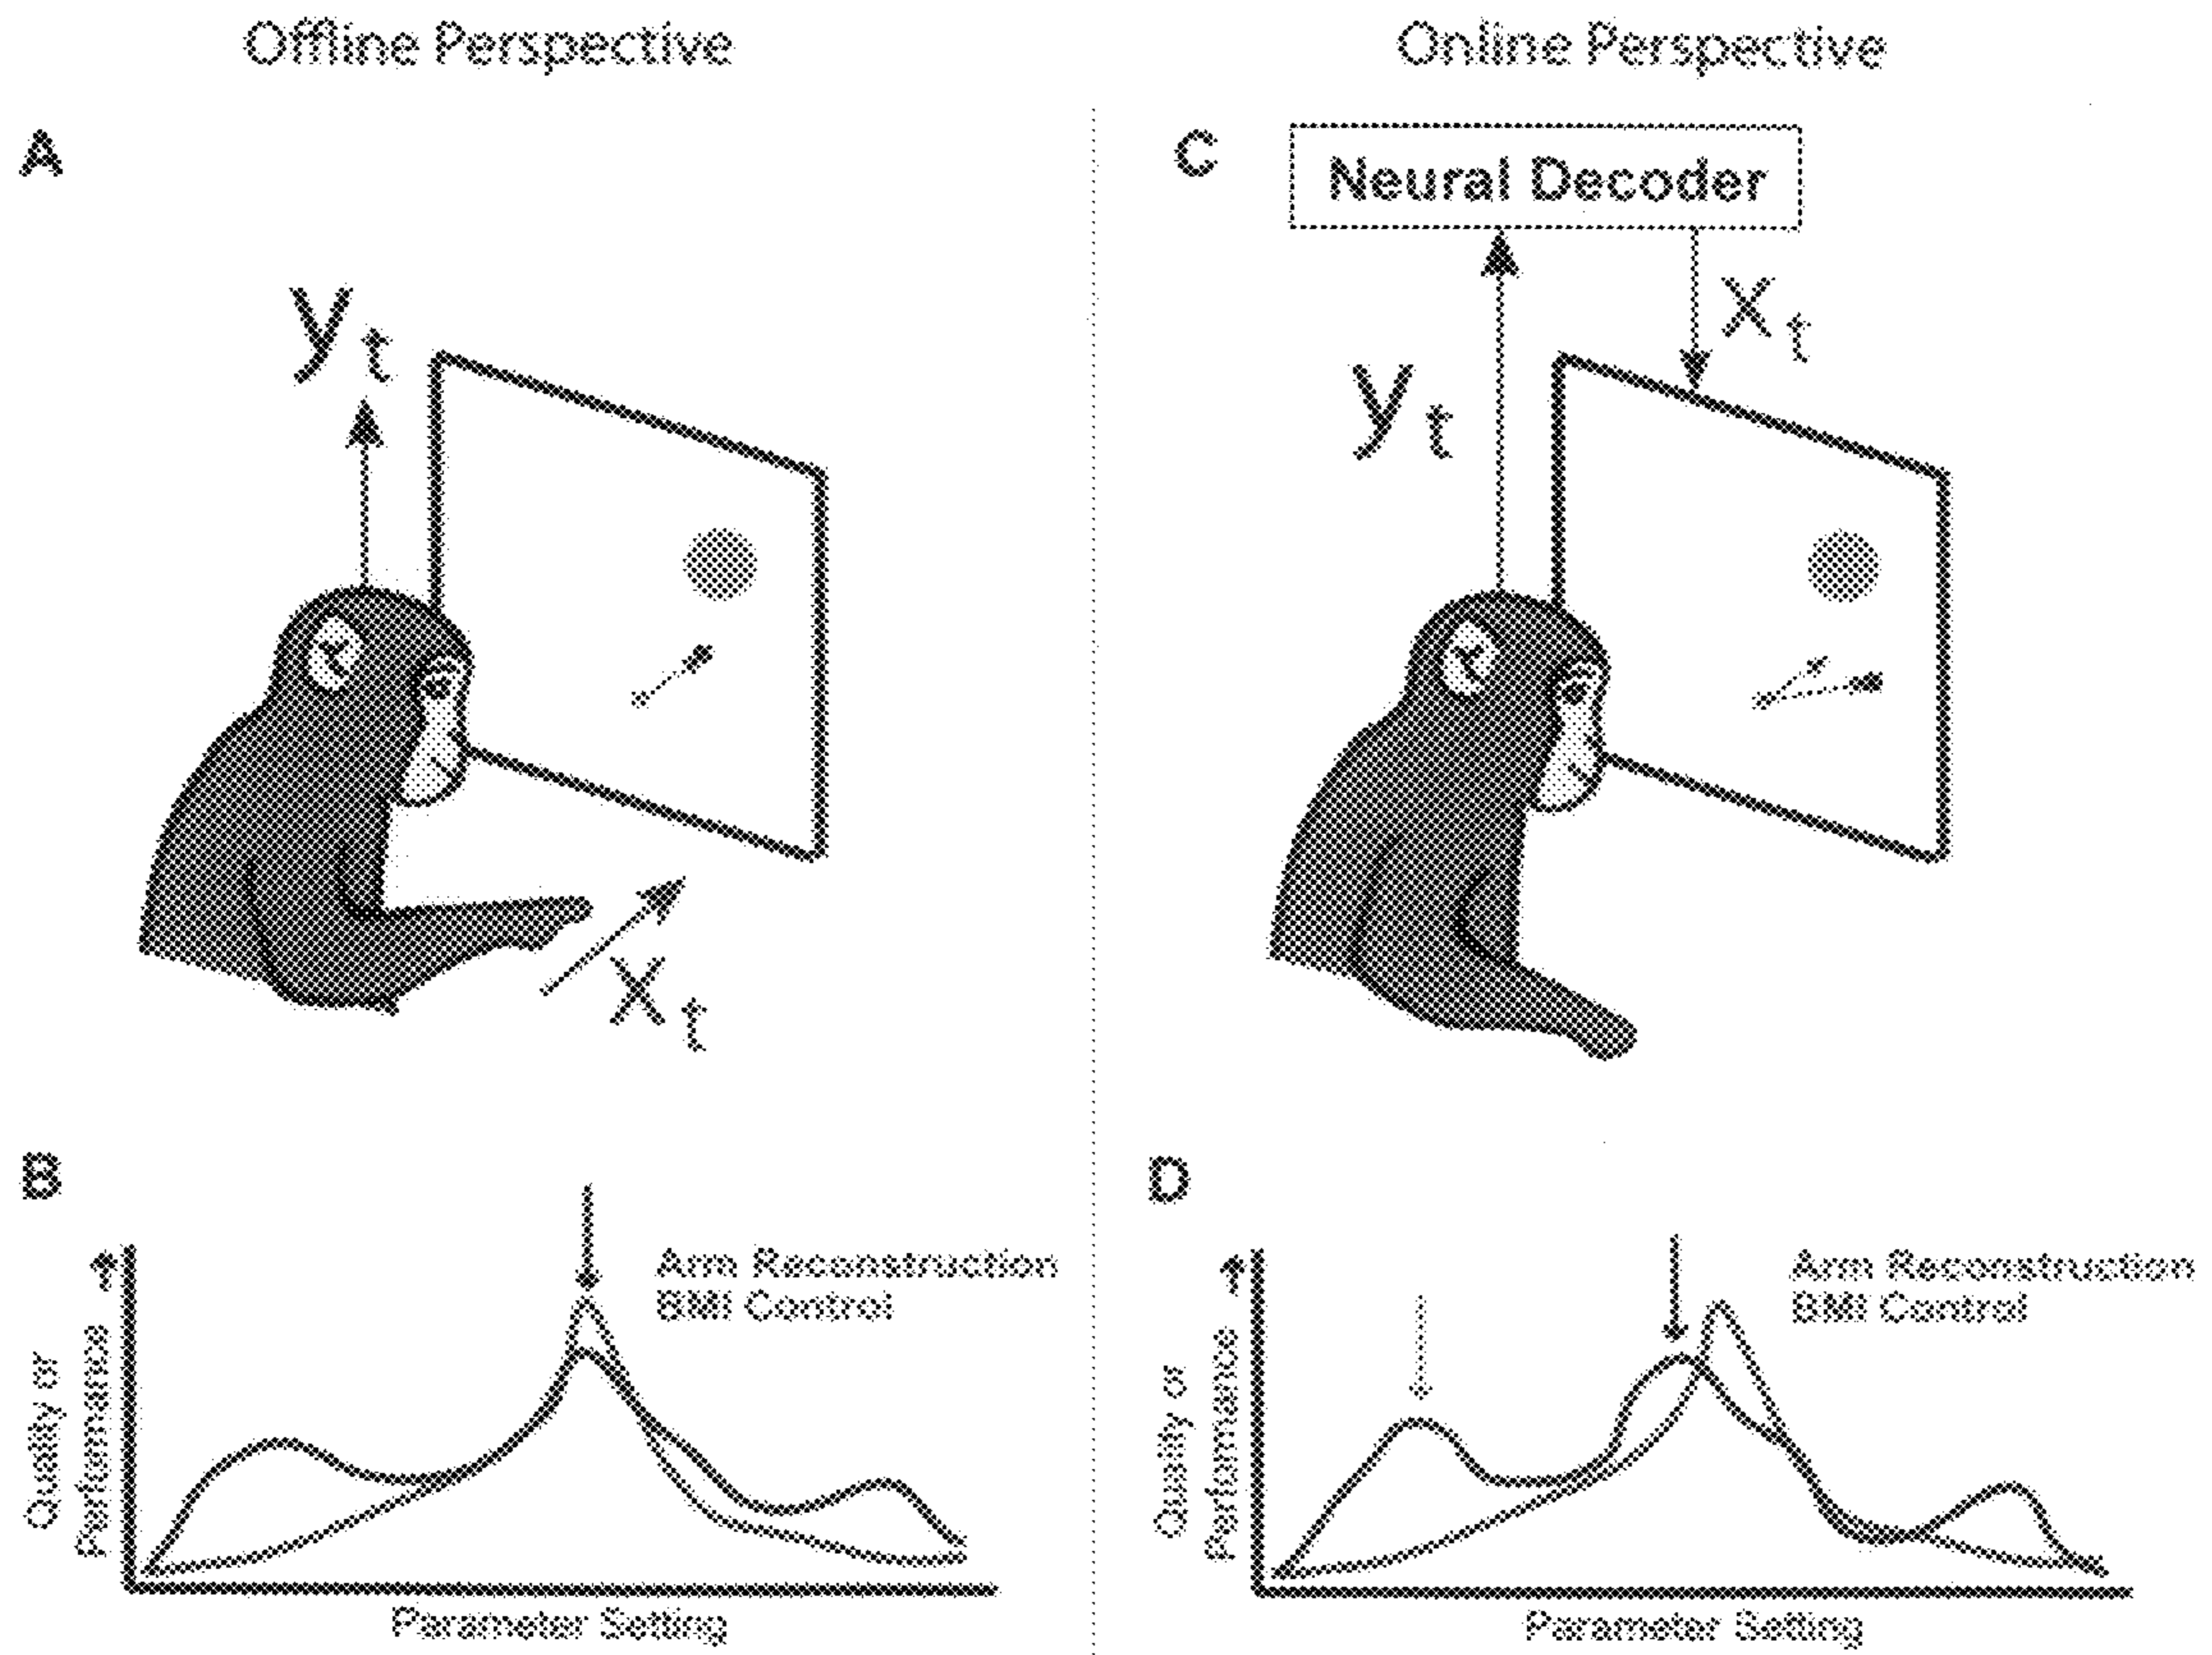 Offline Perspective
A
y t
x t
B
Arm Reconstruction
BMI Control
Quality or
Performance
Parameter Setting
Online Perspective
C
Neural Decoder
x t
y t
D
Arm Reconstruction
BMI Control
Quality or
Performance
Parameter Setting